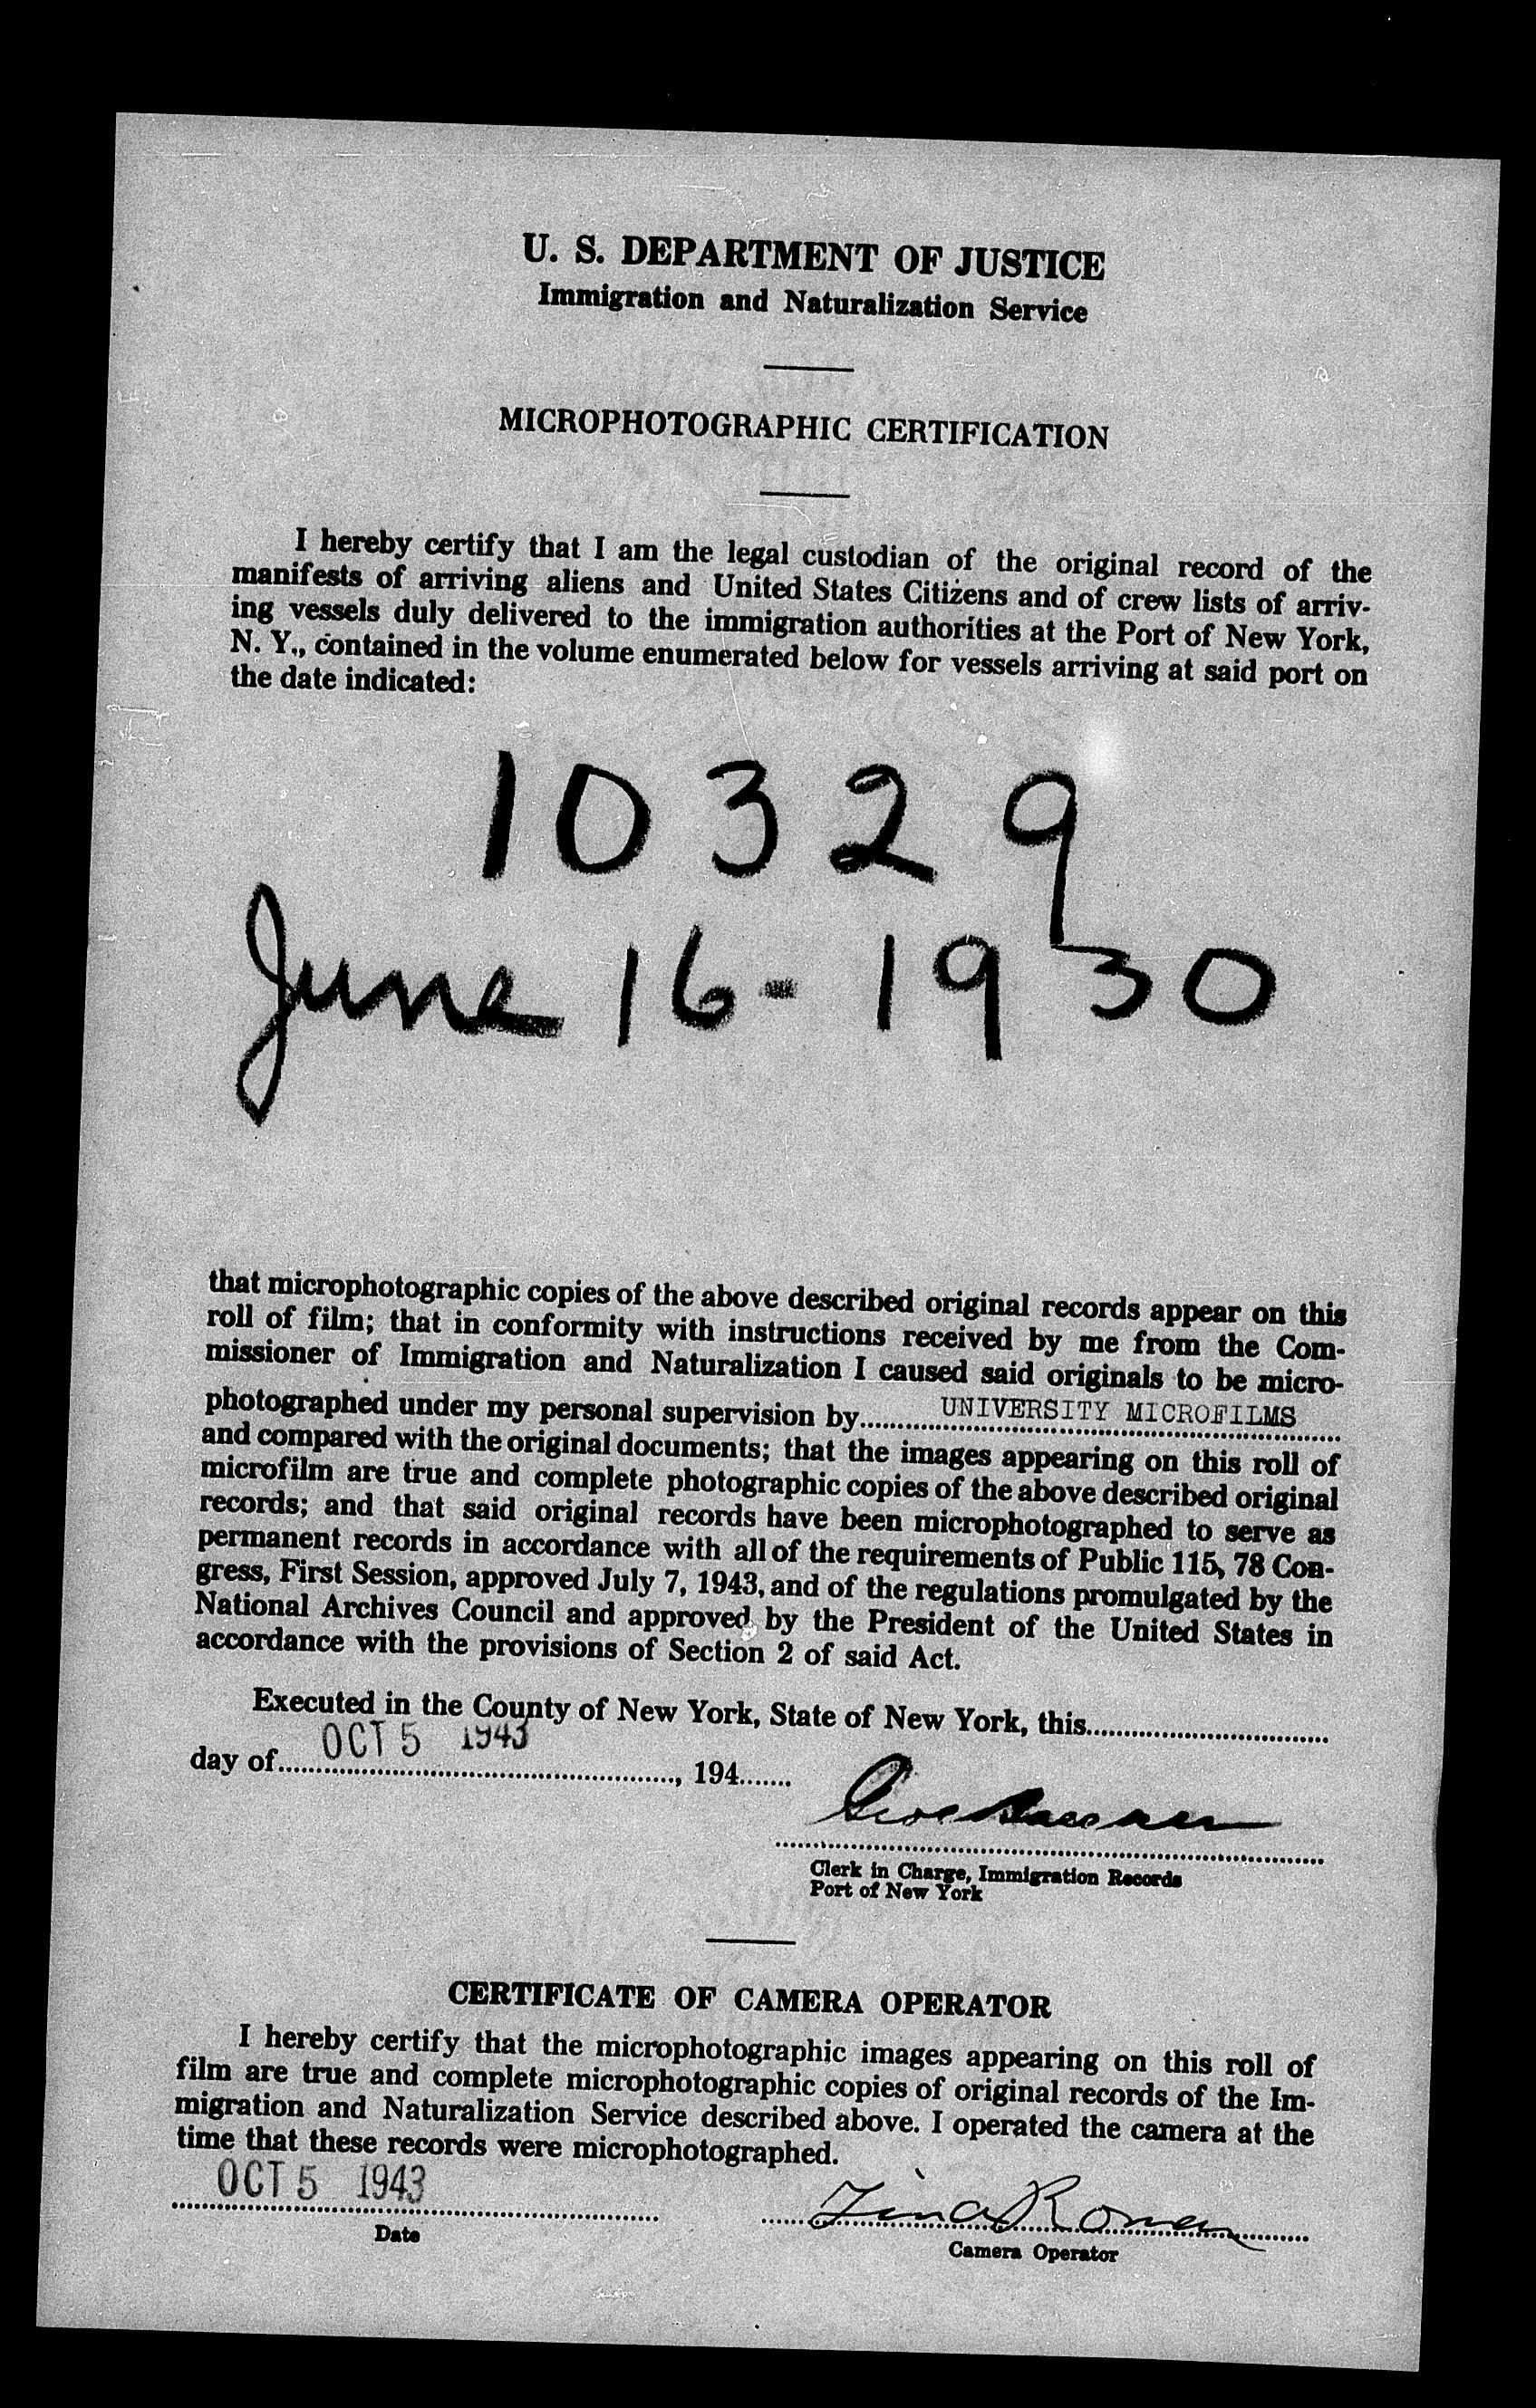 U. S. DEPARTMENT OF JUSTICE
Immigration and Naturalization Service
MICROPHOTOGRAPHIC CERTIFICATION
I hereby certify that I am the legal custodian of the original record of the
manifests of arriving aliens and United States Citizens and of crew lists of arriv-
ing vessels duly delivered to the immigration authorities at the Port of New York,
N. Y., contained in the volume enumerated below for vessels arriving at said port on
the date indicated:
10329
June 16-1930
that microphotographic copies of the above described original records appear on this
roll of film; that in conformity with instructions received by me from the Com-
missioner of Immigration and Naturalization I caused said originals to be micro-
photographed under my personal supervision by UNIVERSITY MICROFILMS
and compared with the original documents; that the images appearing on this roll of
microfilm are true and complete photographic copies of the above described original
records; and that said original records have been microphotographed to serve as
permanent records in accordance with all of the requirements of Public 115, 78 Con-
gress, First Session, approved July 7, 1943, and of the regulations promulgated by the
National Archives Council and approved by the President of the United States in
accordance with the provisions of Section 2 of said Act.
Executed in the County of New York, State of New York, this
day of OCT 5 1943, 194
Clerk in Charge, Immigration Records
Port of New York
CERTIFICATE OF CAMERA OPERATOR
I hereby certify that the microphotographic images appearing on this roll of
film are true and complete microphotographic copies of original records of the Im-
migration and Naturalization Service described above. I operated the camera at the
time that these records were microphotographed.
OCT 5 1943 Tina
Date
Camera Operator